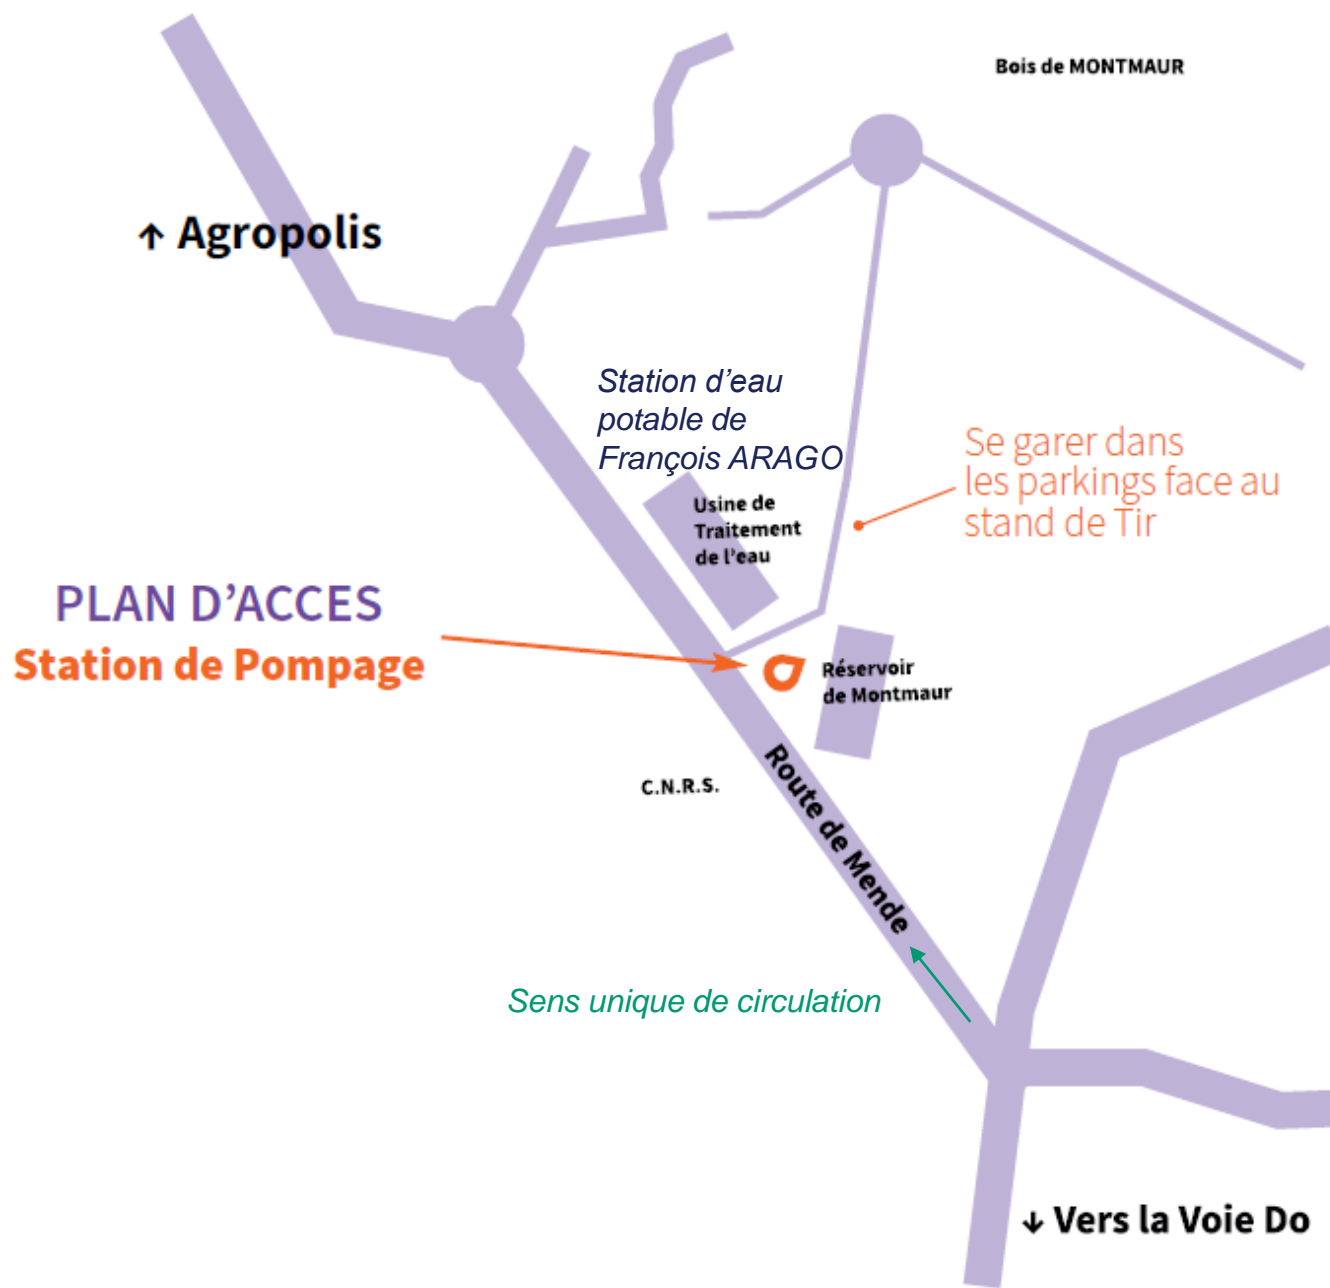 Bois de MONTMAUR
↑ Agropolis
Station d’eau
potable de
François ARAGO
Se garer dans
les parkings face au
stand de Tir
Usine de
Traitement
de l’eau
PLAN D’ACCES
Station de Pompage
Réservoir
de Montmaur
C.N.R.S.
Route de Mende
Sens unique de circulation
↓ Vers la Voie Do